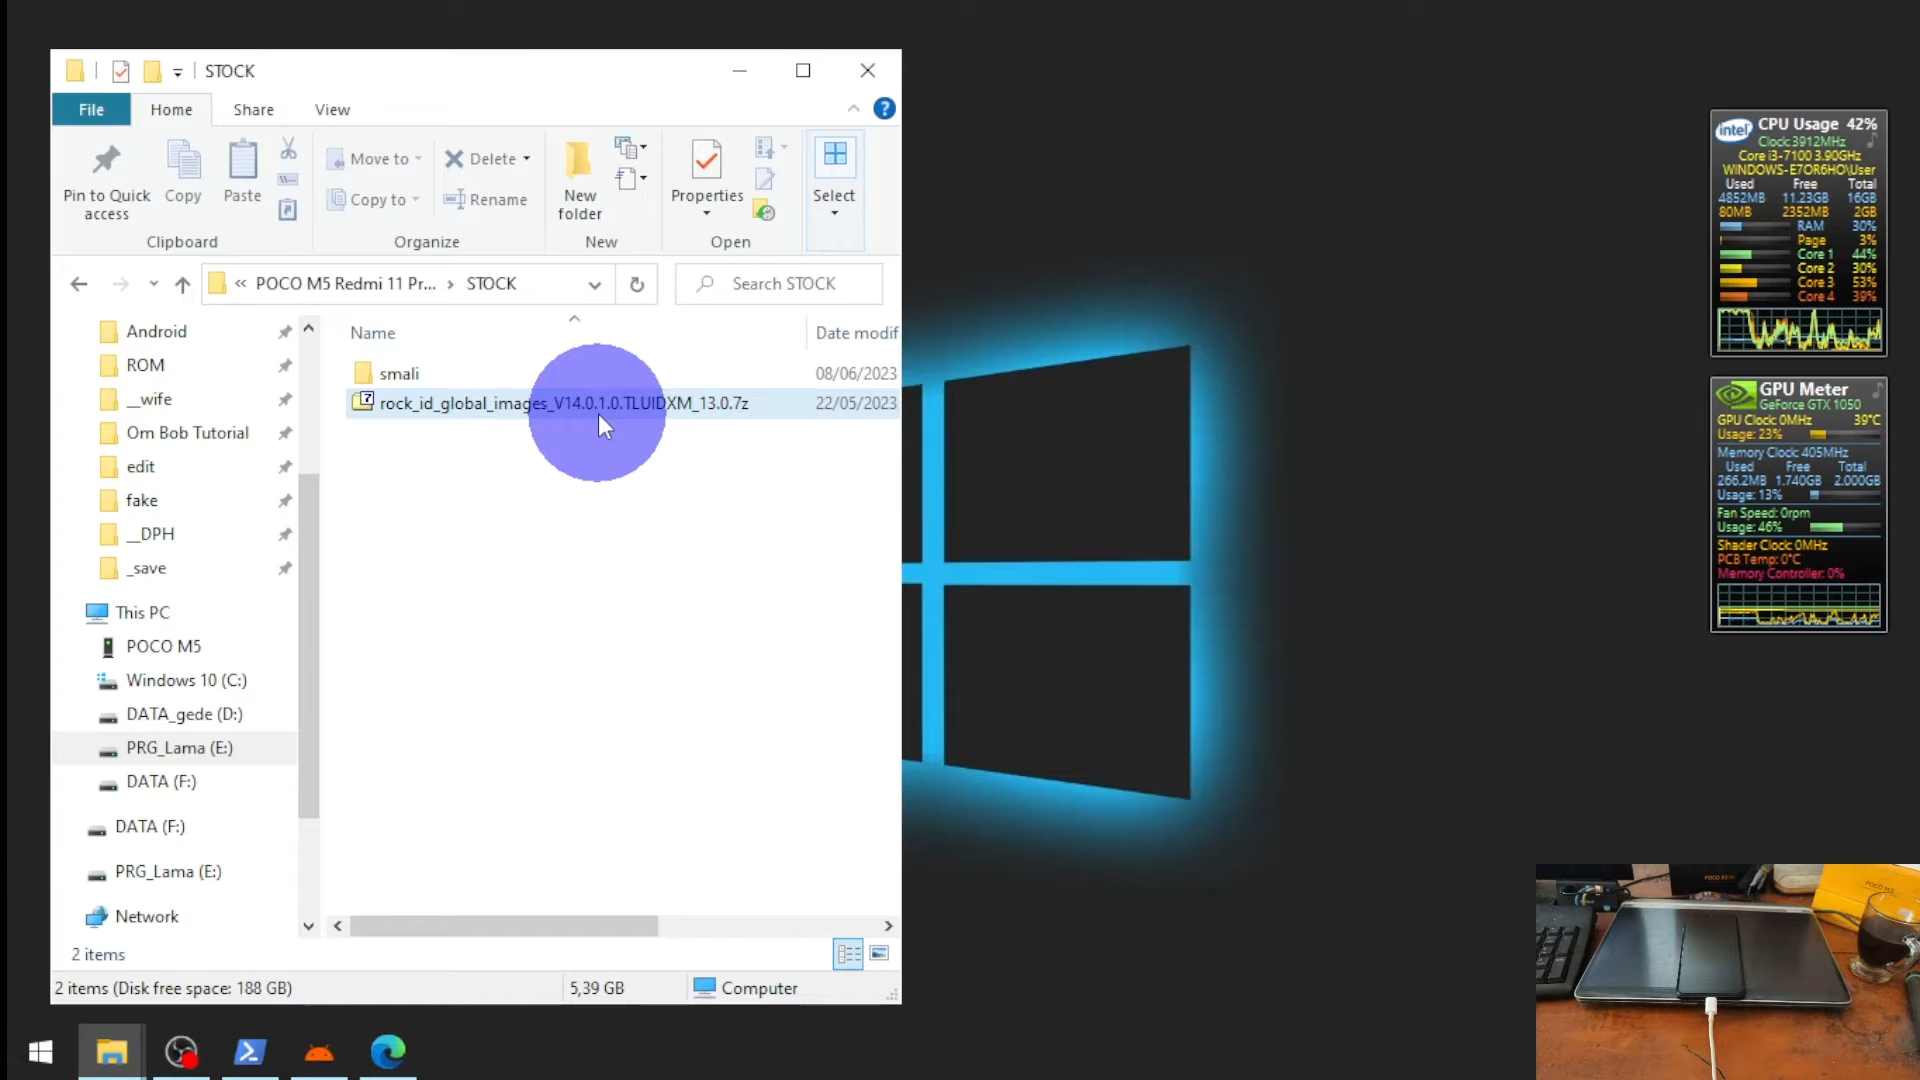 STOCK
File Home Share View
Pin to Quick access
Copy
Paste
Clipboard
Move to
Copy to
Delete
Rename
Organize
New folder
New
Properties
Open
Select
« POCO M5 Redmi 11 Pr... › STOCK
Search STOCK
Name Date modif
smali 08/06/2023
rock_id_global_images_V14.0.1.0.TLUIDXM_13.0.7z 22/05/2023
Android
ROM
__wife
Om Bob Tutorial
edit
fake
__DPH
_save
This PC
POCO M5
Windows 10 (C:)
DATA_gede (D:)
PRG_Lama (E:)
DATA (F:)
DATA (F:)
PRG_Lama (E:)
Network
2 items
2 items (Disk free space: 188 GB) 5,39 GB Computer
intel CPU Usage 42%
Clock: 3912MHz
Core i3-7100 3.90GHz
WINDOWS-E7OR6HO\User
Used Free Total
4852MB 11.23GB 16GB
80MB 2352MB 2GB
RAM 30%
Page 3%
Core 1 44%
Core 2 30%
Core 3 53%
Core 4 39%
GPU Meter
GeForce GTX 1050
GPU Clock: 0MHz 39°C
Usage: 23%
Memory Clock: 405MHz
Used Free Total
266.2MB 1.740GB 2.000GB
Usage: 13%
Fan Speed: 0rpm
Usage: 46%
Shader Clock: 0MHz
PCB Temp: 0°C
Memory Controller: 0%